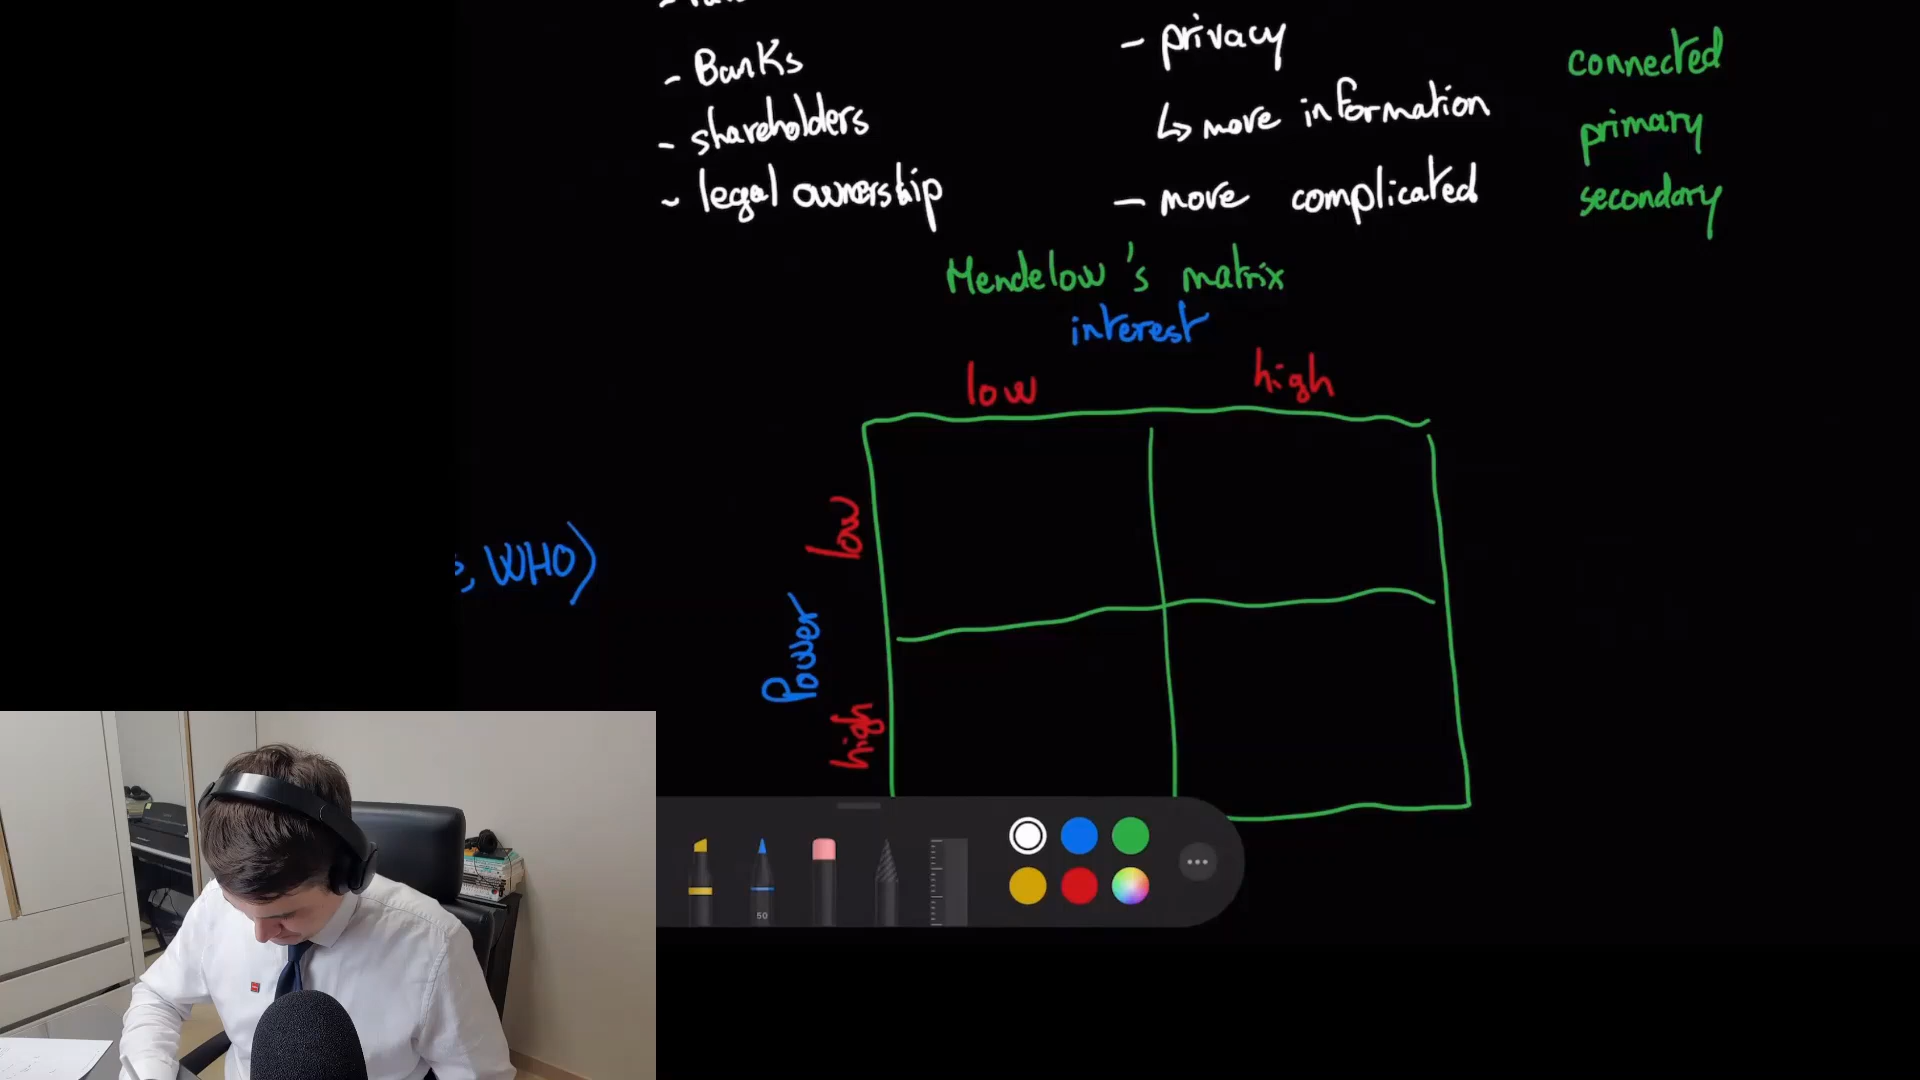 - Banks
- shareholders
- legal ownership
- privacy
↳ more information
- more complicated
connected
primary
secondary
Mendelow's matrix
interest
low high
low
Power
high
, WHO)
50